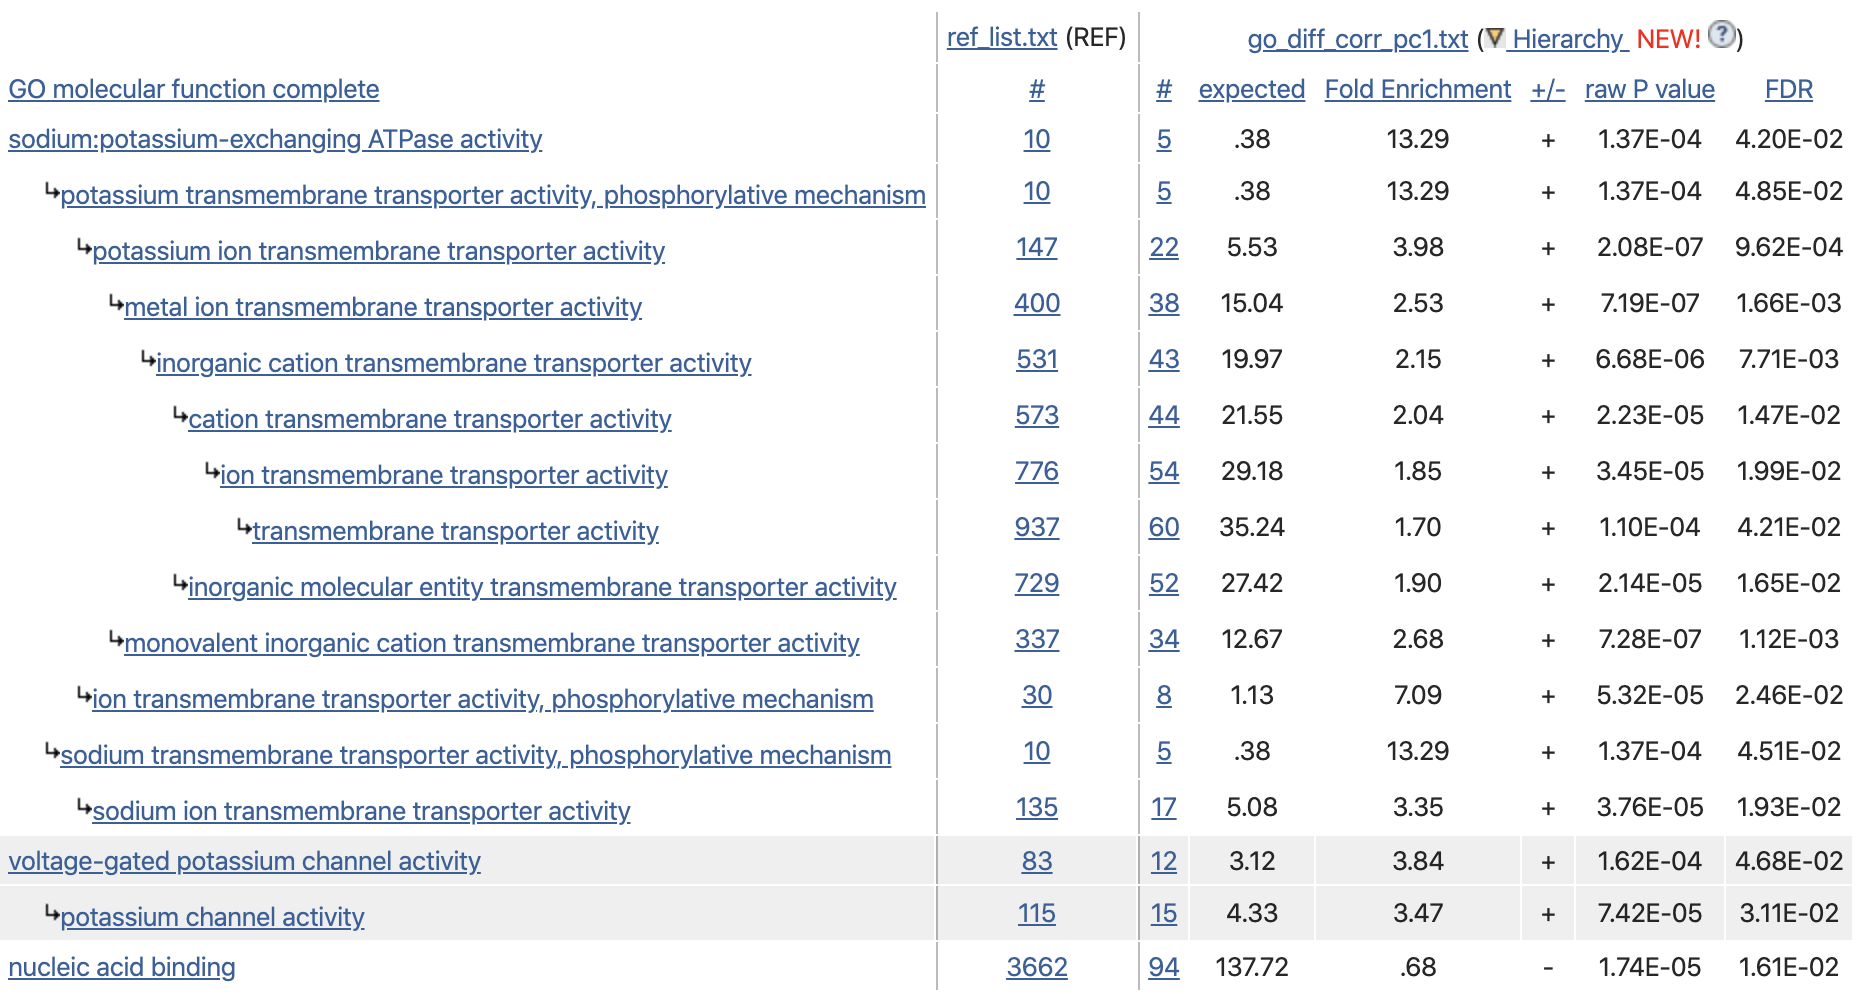 ref_list.txt (REF) go_diff_corr_pc1.txt (▼ Hierarchy NEW! ?)
GO molecular function complete # # expected Fold Enrichment +/- raw P value FDR
sodium:potassium-exchanging ATPase activity 10 5 .38 13.29 + 1.37E-04 4.20E-02
↳potassium transmembrane transporter activity, phosphorylative mechanism 10 5 .38 13.29 + 1.37E-04 4.85E-02
↳potassium ion transmembrane transporter activity 147 22 5.53 3.98 + 2.08E-07 9.62E-04
↳metal ion transmembrane transporter activity 400 38 15.04 2.53 + 7.19E-07 1.66E-03
↳inorganic cation transmembrane transporter activity 531 43 19.97 2.15 + 6.68E-06 7.71E-03
↳cation transmembrane transporter activity 573 44 21.55 2.04 + 2.23E-05 1.47E-02
↳ion transmembrane transporter activity 776 54 29.18 1.85 + 3.45E-05 1.99E-02
↳transmembrane transporter activity 937 60 35.24 1.70 + 1.10E-04 4.21E-02
↳inorganic molecular entity transmembrane transporter activity 729 52 27.42 1.90 + 2.14E-05 1.65E-02
↳monovalent inorganic cation transmembrane transporter activity 337 34 12.67 2.68 + 7.28E-07 1.12E-03
↳ion transmembrane transporter activity, phosphorylative mechanism 30 8 1.13 7.09 + 5.32E-05 2.46E-02
↳sodium transmembrane transporter activity, phosphorylative mechanism 10 5 .38 13.29 + 1.37E-04 4.51E-02
↳sodium ion transmembrane transporter activity 135 17 5.08 3.35 + 3.76E-05 1.93E-02
voltage-gated potassium channel activity 83 12 3.12 3.84 + 1.62E-04 4.68E-02
↳potassium channel activity 115 15 4.33 3.47 + 7.42E-05 3.11E-02
nucleic acid binding 3662 94 137.72 .68 - 1.74E-05 1.61E-02